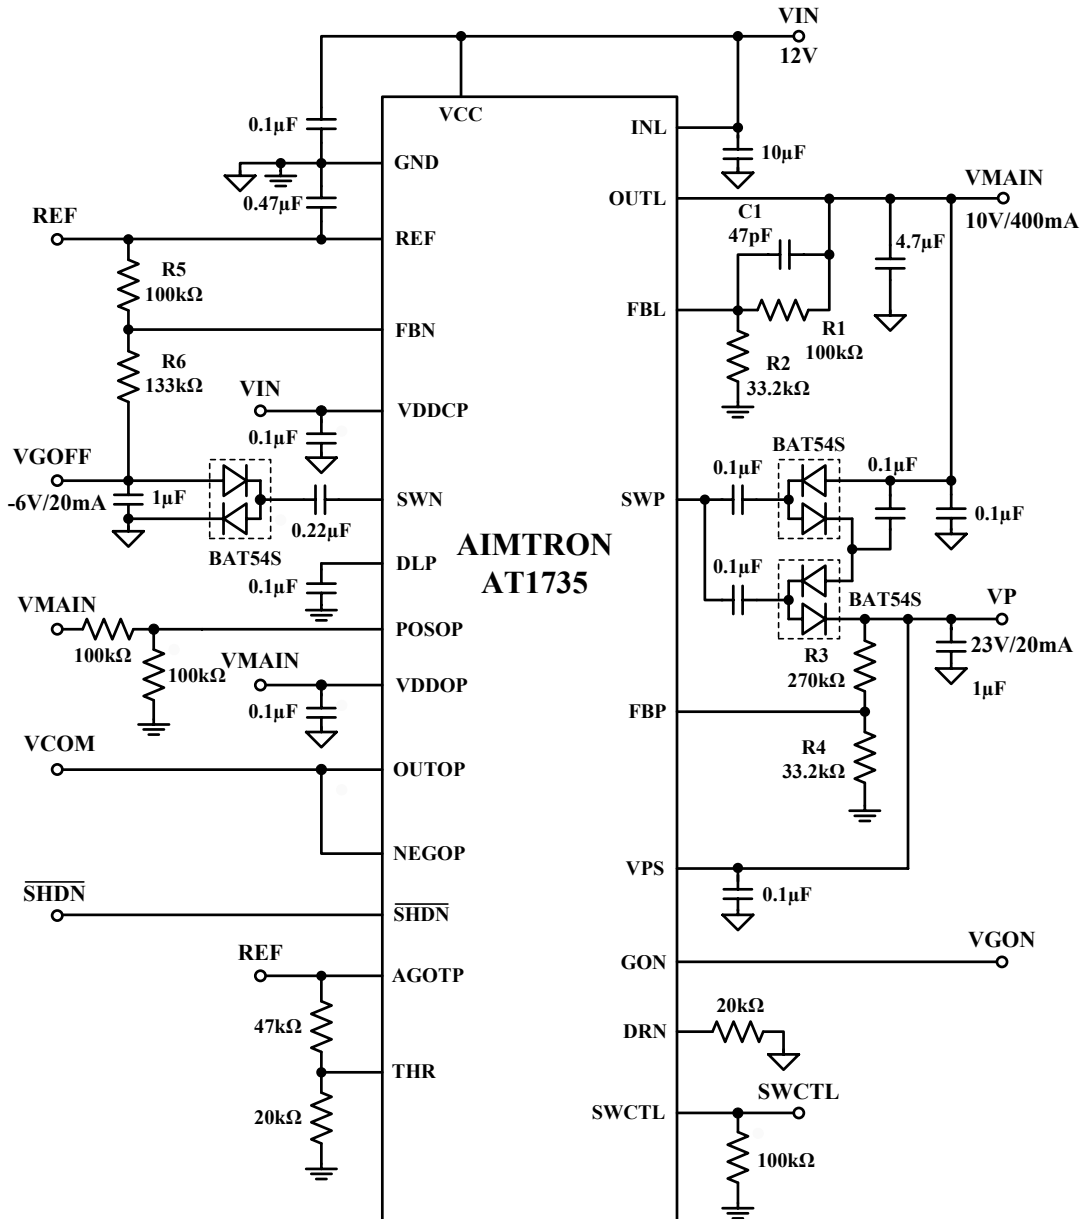 VIN
12V
VCC
0.1µF
INL
10µF
GND
0.47µF
OUTL
VMAIN
10V/400mA
REF
REF
C1
47pF
4.7µF
R5
100kΩ
FBN
FBL
R1
100kΩ
R6
133kΩ
R2
33.2kΩ
VIN
VDDCP
0.1µF
VGOFF
-6V/20mA
1µF
BAT54S
0.22µF
SWN
SWP
0.1µF
BAT54S
0.1µF
0.1µF
AIMTRON
AT1735
DLP
0.1µF
0.1µF
BAT54S
VMAIN
100kΩ
POSOP
100kΩ
VP
23V/20mA
1µF
R3
270kΩ
VMAIN
VDDOP
0.1µF
FBP
R4
33.2kΩ
VCOM
OUTOP
NEGOP
VPS
0.1µF
SHDN
SHDN
REF
AGOTP
GON
VGON
47kΩ
DRN
20kΩ
THR
20kΩ
SWCTL
SWCTL
100kΩ